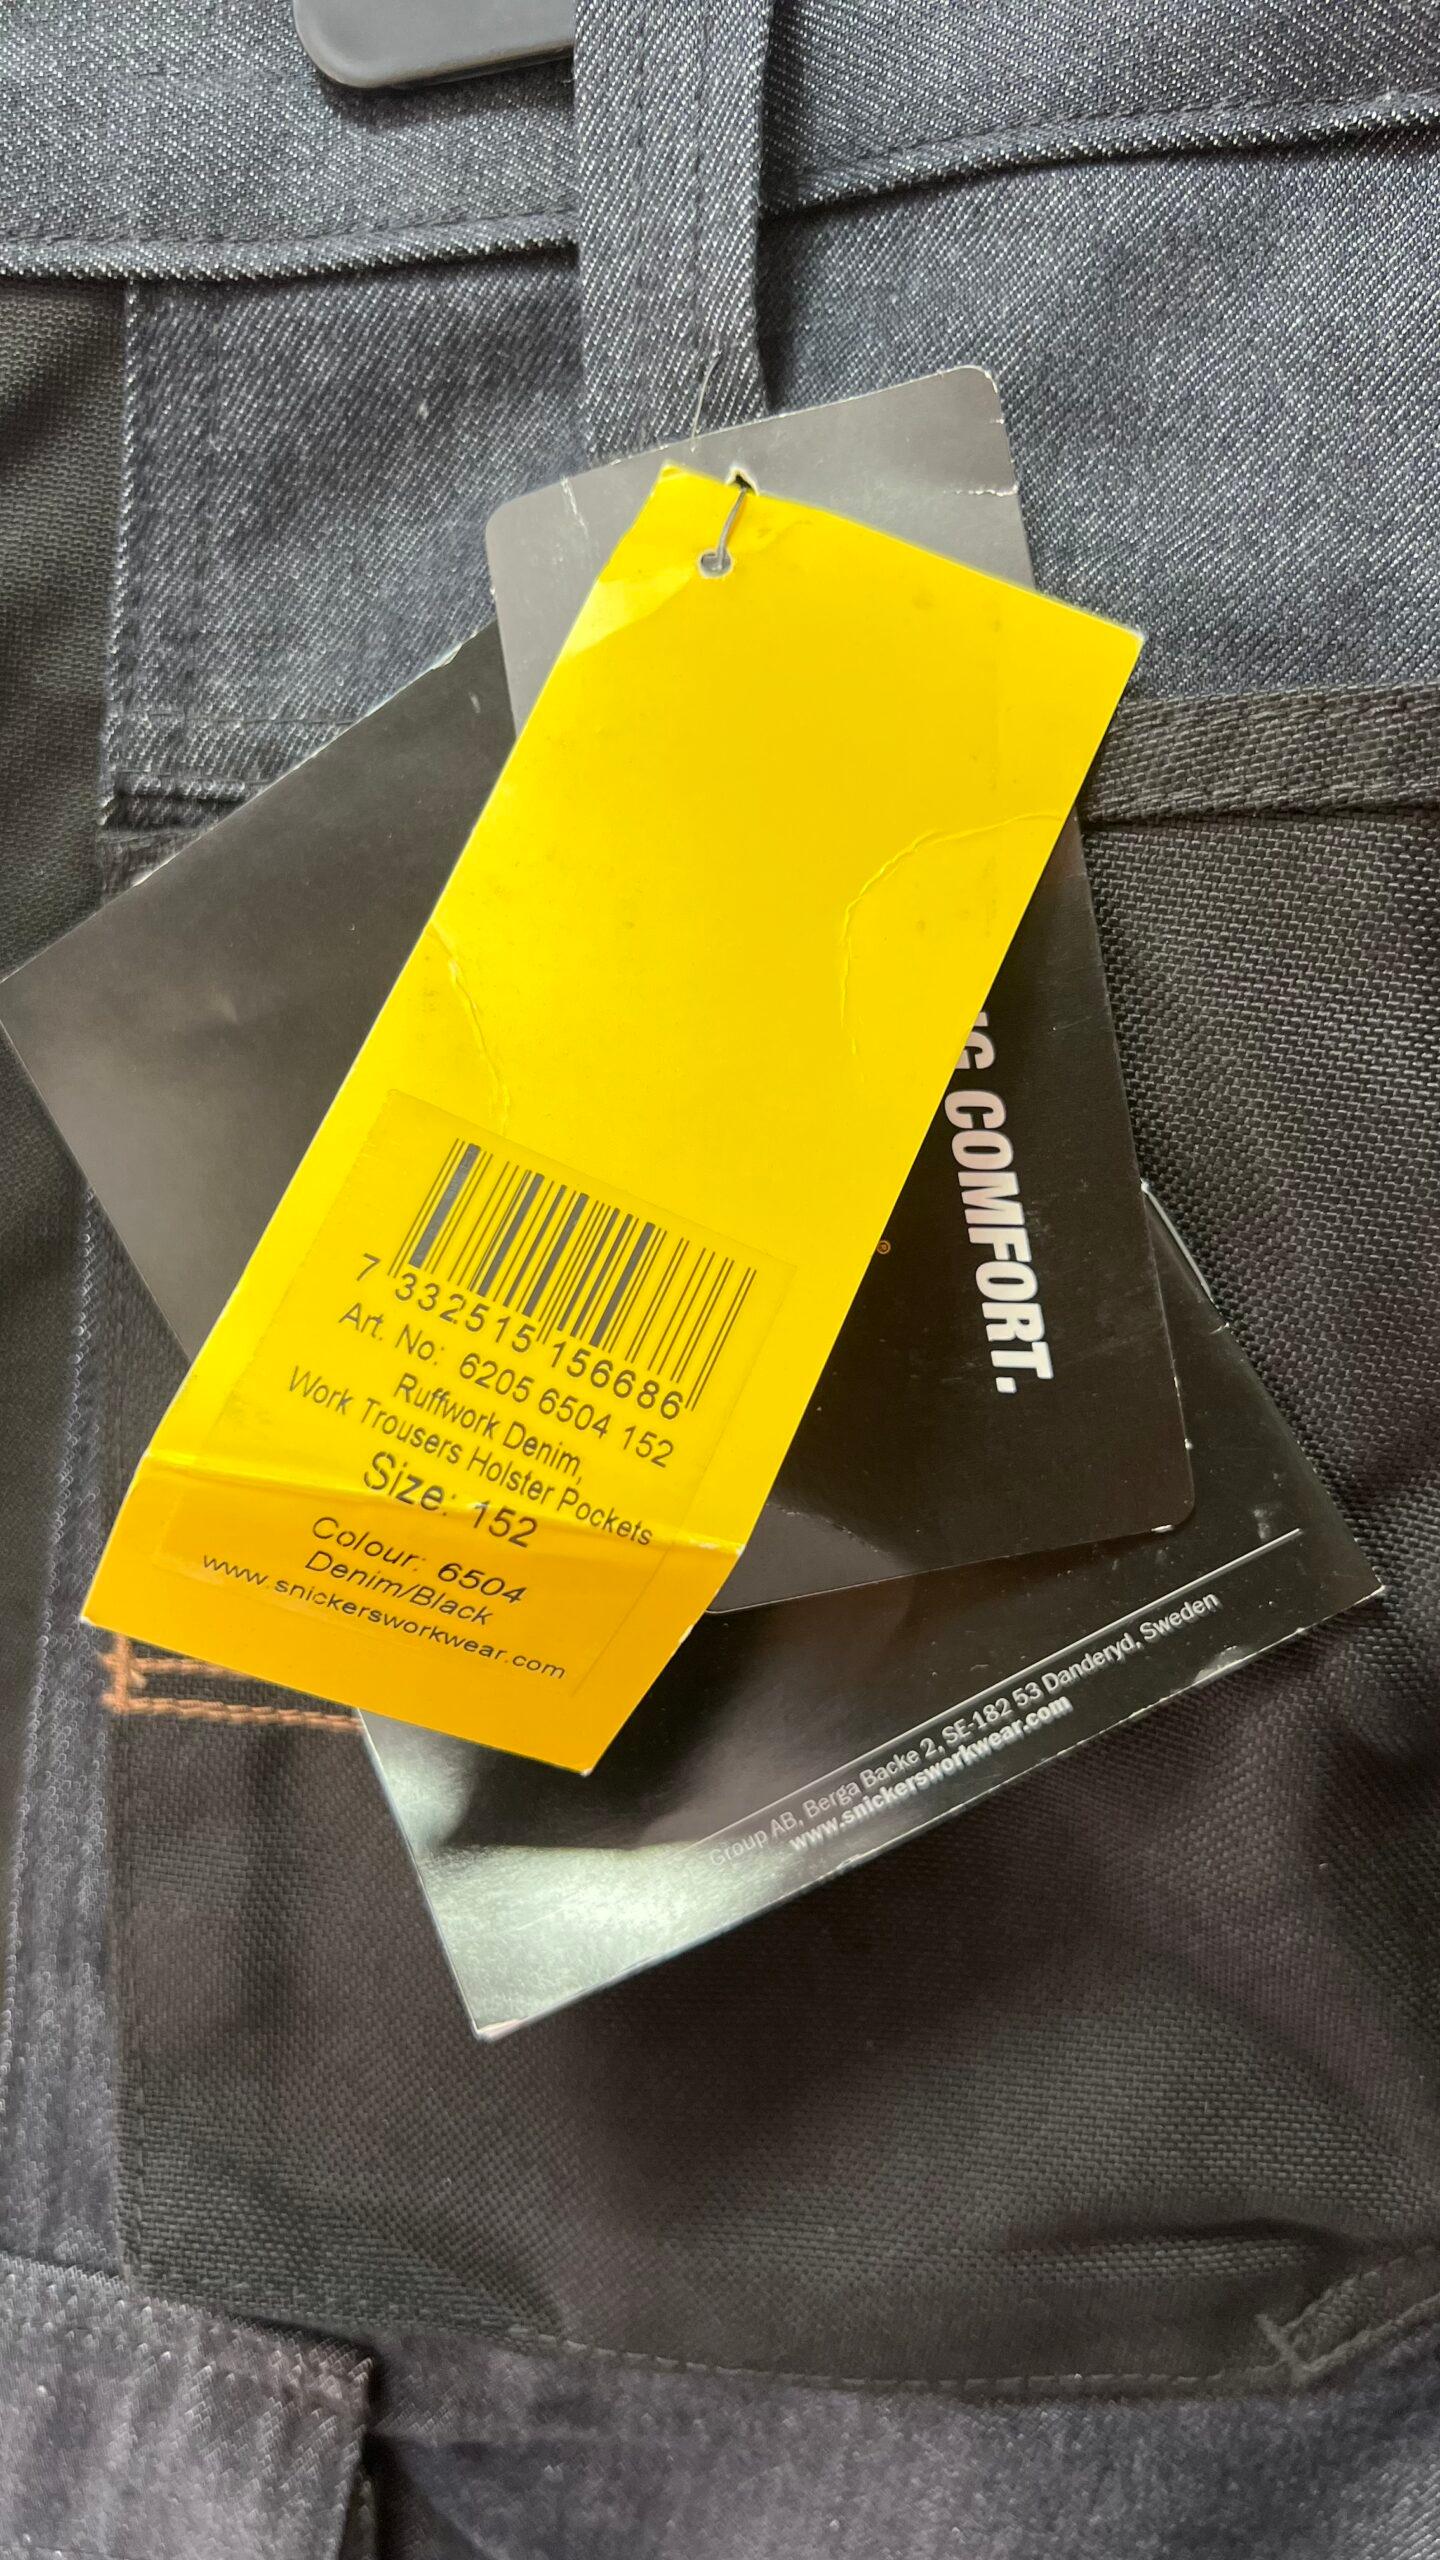 7 332515 156686
Art. No: 6205 6504 152
Ruffwork Denim,
Work Trousers Holster Pockets
Size: 152
Colour: 6504
Denim/Black
www.snickersworkwear.com
COMFORT.
®
Group AB, Berga Backe 2, SE-182 53 Danderyd, Sweden
www.snickersworkwear.com